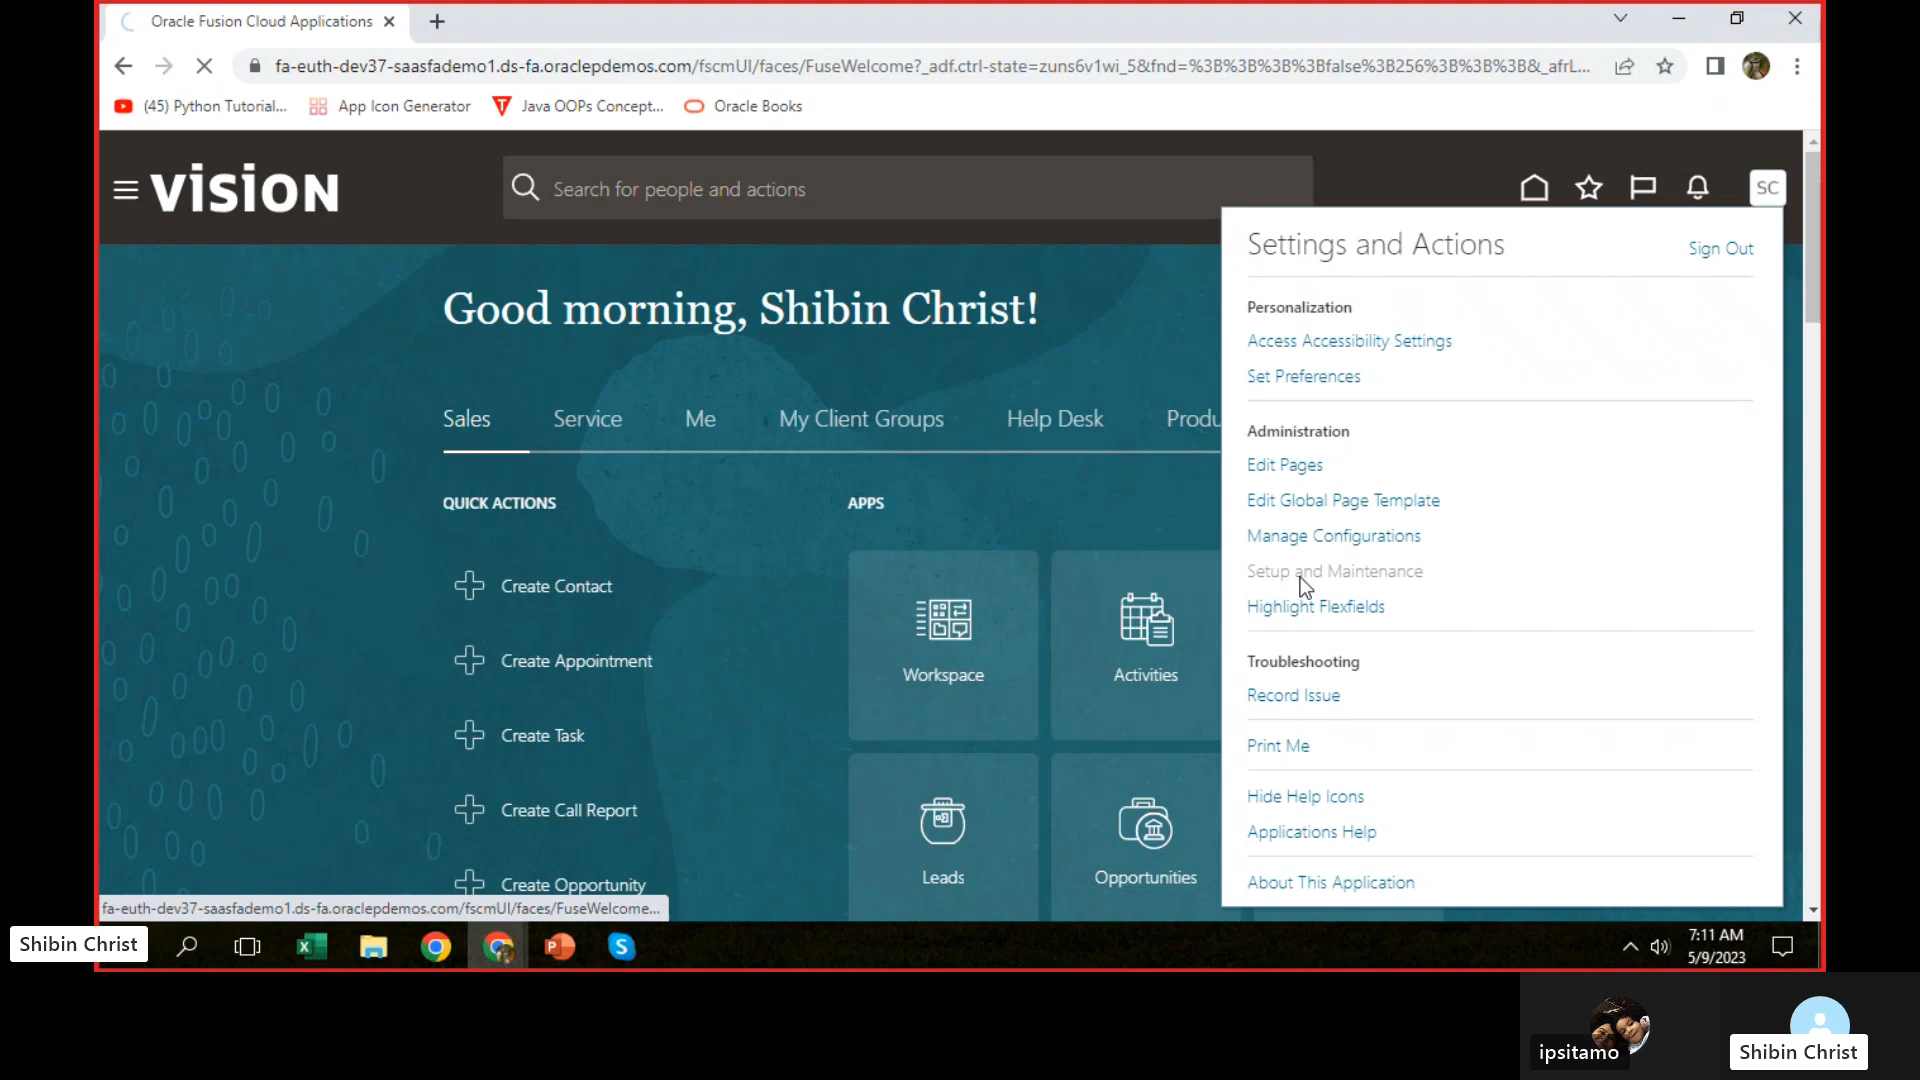 Oracle Fusion Cloud Applications
fa-euth-dev37-saasfademo1.ds-fa.oraclepdemos.com/fscmUI/faces/FuseWelcome?_adf.ctrl-state=zuns6v1wi_5&fnd=%3B%3B%3B%3Bfalse%3B256%3B%3B%3B&_afrL...
(45) Python Tutorial...
App Icon Generator
Java OOPs Concept...
Oracle Books
VISION
Search for people and actions
SC
Settings and Actions
Sign Out
Personalization
Access Accessibility Settings
Set Preferences
Administration
Edit Pages
Edit Global Page Template
Manage Configurations
Setup and Maintenance
Highlight Flexfields
Troubleshooting
Record Issue
Print Me
Hide Help Icons
Applications Help
About This Application
Good morning, Shibin Christ!
Sales
Service
Me
My Client Groups
Help Desk
Produ
QUICK ACTIONS
APPS
Create Contact
Create Appointment
Create Task
Create Call Report
Create Opportunity
Workspace
Activities
Leads
Opportunities
fa-euth-dev37-saasfademo1.ds-fa.oraclepdemos.com/fscmUI/faces/FuseWelcome...
Shibin Christ
7:11 AM
5/9/2023
ipsitamo
Shibin Christ